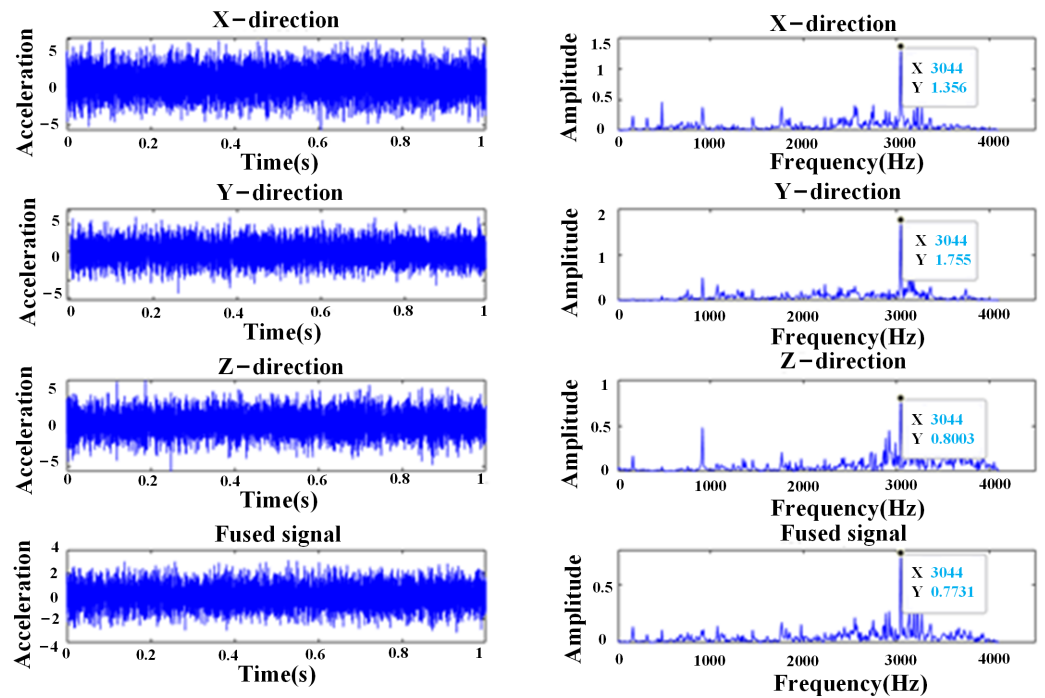 X-direction
Acceleration
5
0
-5
0 0.2 0.4 0.6 0.8 1
Time(s)
X-direction
Amplitude
1.5
1
0.5
0
X 3044
Y 1.356
0 1000 2000 3000 4000
Frequency(Hz)
Y-direction
Acceleration
5
0
-5
0 0.2 0.4 0.6 0.8 1
Time(s)
Y-direction
Amplitude
2
1
0
X 3044
Y 1.755
0 1000 2000 3000 4000
Frequency(Hz)
Z-direction
Acceleration
5
0
-5
0 0.2 0.4 0.6 0.8 1
Time(s)
Z-direction
Amplitude
1
0.5
0
X 3044
Y 0.8003
0 1000 2000 3000 4000
Frequency(Hz)
Fused signal
Acceleration
4
2
0
-2
-4
0 0.2 0.4 0.6 0.8 1
Time(s)
Fused signal
Amplitude
0.5
0
X 3044
Y 0.7731
0 1000 2000 3000 4000
Frequency(Hz)